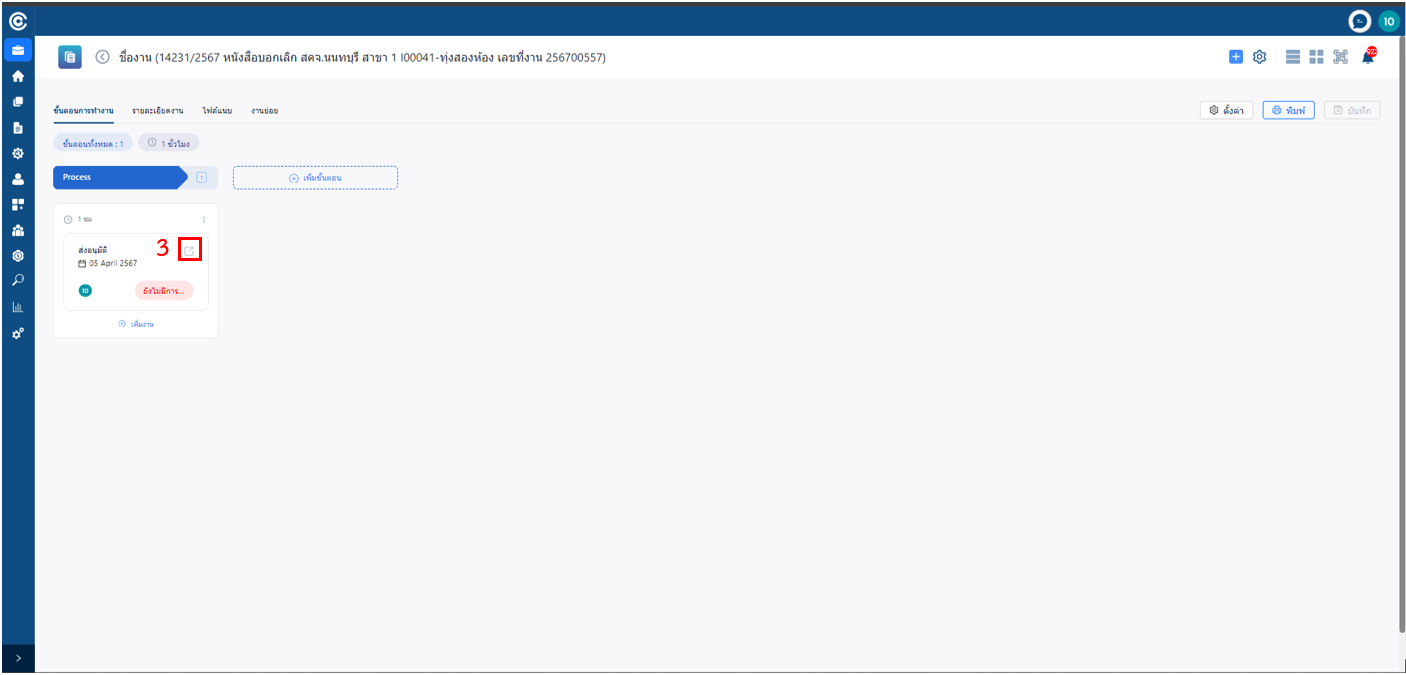 10
ชื่องาน (14231/2567 หนังสือบอกเลิก สคจ.นนทบุรี สาขา 1 I00041-ทุ่งสองห้อง เลขที่งาน 256700557)
922
ขั้นตอนการทำงาน รายละเอียดงาน ไฟล์แนบ งานย่อย
ตั้งค่า พิมพ์ บันทึก
ขั้นตอนทั้งหมด : 1 1 ชั่วโมง
Process 1 เพิ่มขั้นตอน
1 ชม
ส่งอนุมัติ 3
05 April 2567
10 ยังไม่มีการ...
เพิ่มงาน